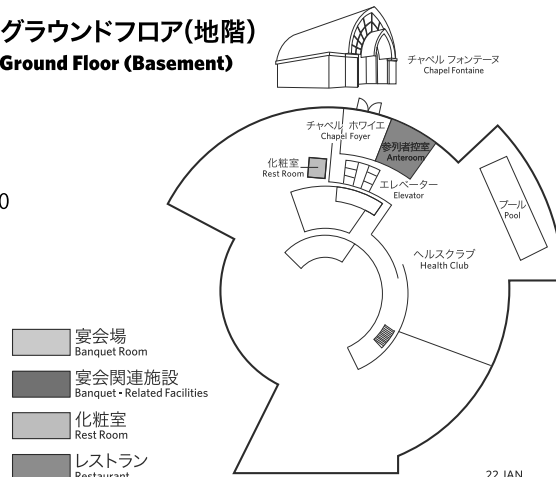 グラウンドフロア(地階)
Ground Floor (Basement)
チャペル フォンテーヌ
Chapel Fontaine
チャペル ホワイエ
Chapel Foyer
参列者控室
Anteroom
化粧室
Rest Room
エレベーター
Elevator
プール
Pool
0
ヘルスクラブ
Health Club
宴会場
Banquet Room
宴会関連施設
Banquet - Related Facilities
化粧室
Rest Room
レストラン
Restaurant
22 JAN